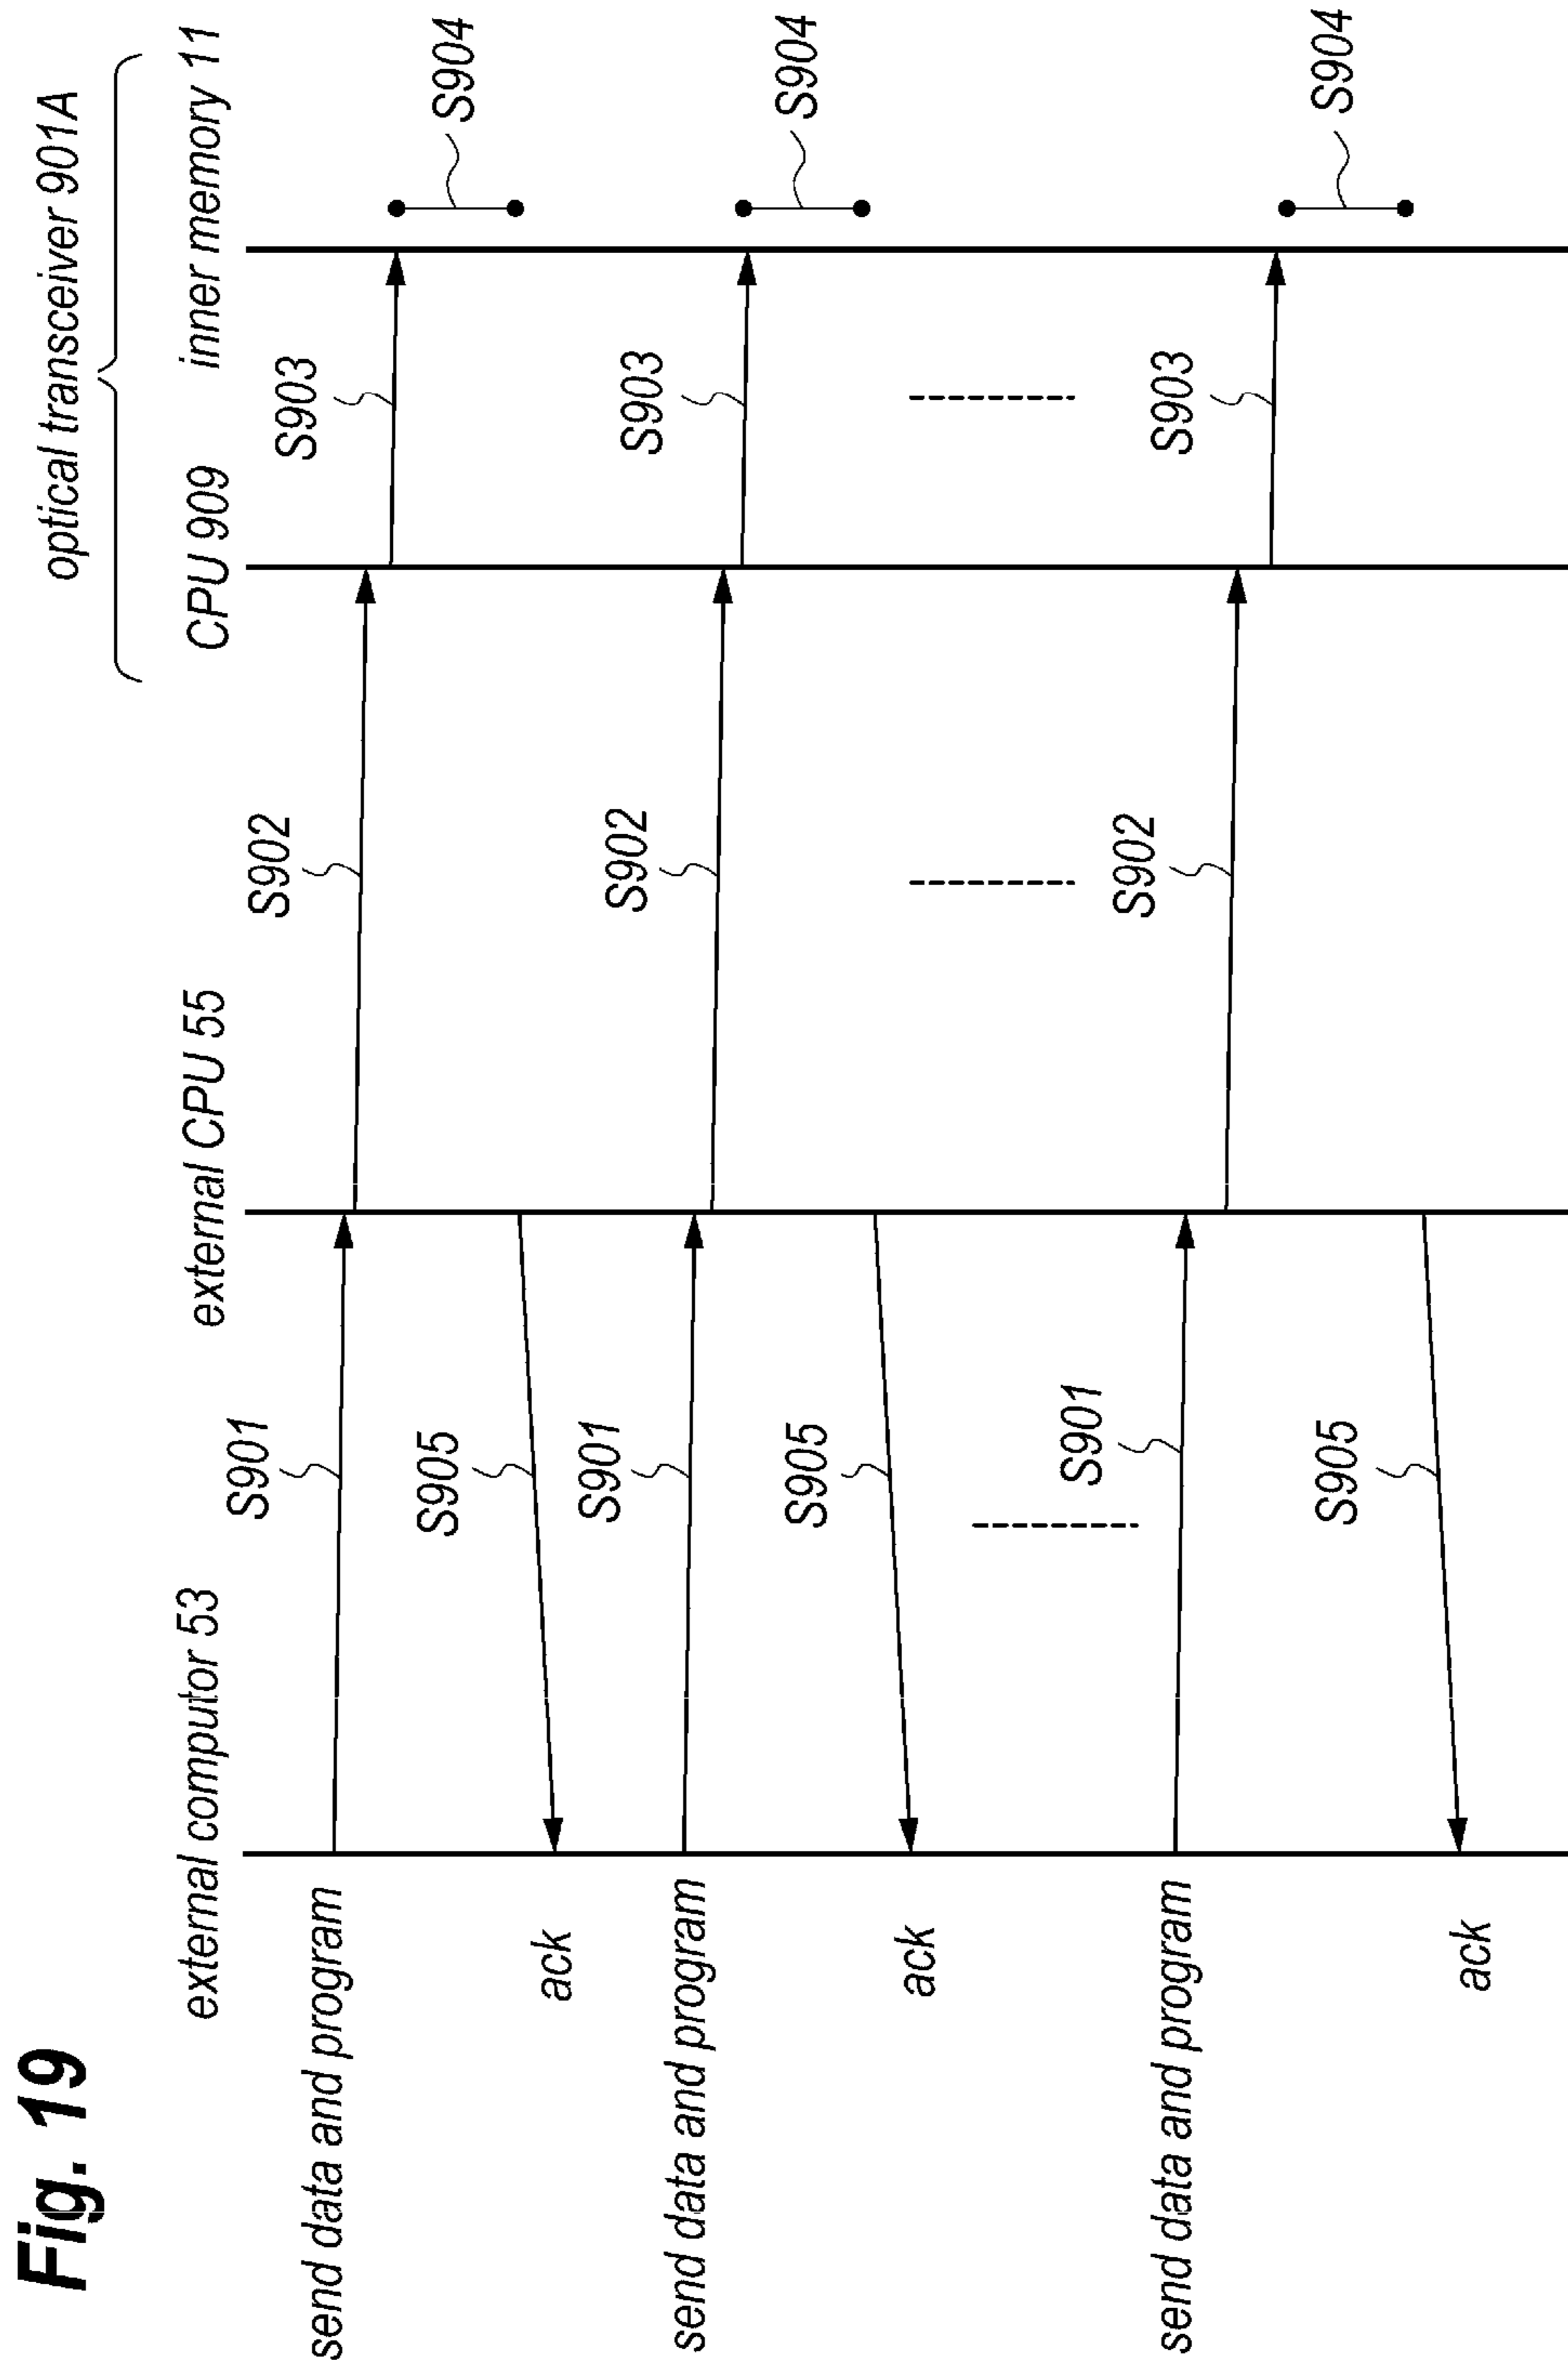 Fig. 19
optical transceiver 901A
external computor 53
external CPU 55
CPU 909
inner memory 11
send data and program
S901
S902
S903
S904
ack
S905
send data and program
S901
S902
S903
S904
ack
S905
send data and program
S901
S902
S903
S904
ack
S905